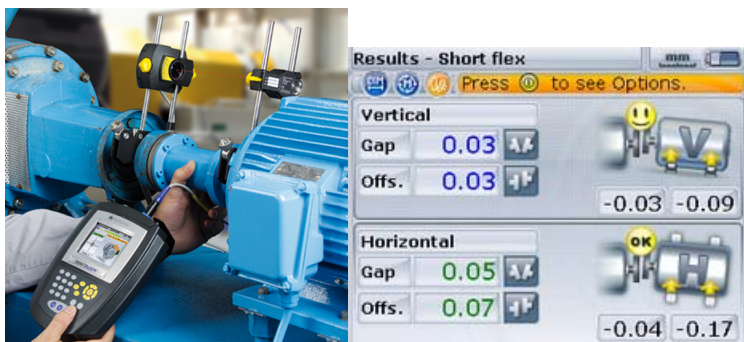 Results - Short flex
mm
Press to see Options.
Vertical
Gap 0.03
Offs. 0.03
V
-0.03 -0.09
Horizontal
OK
Gap 0.05
H
Offs. 0.07
-0.04 -0.17